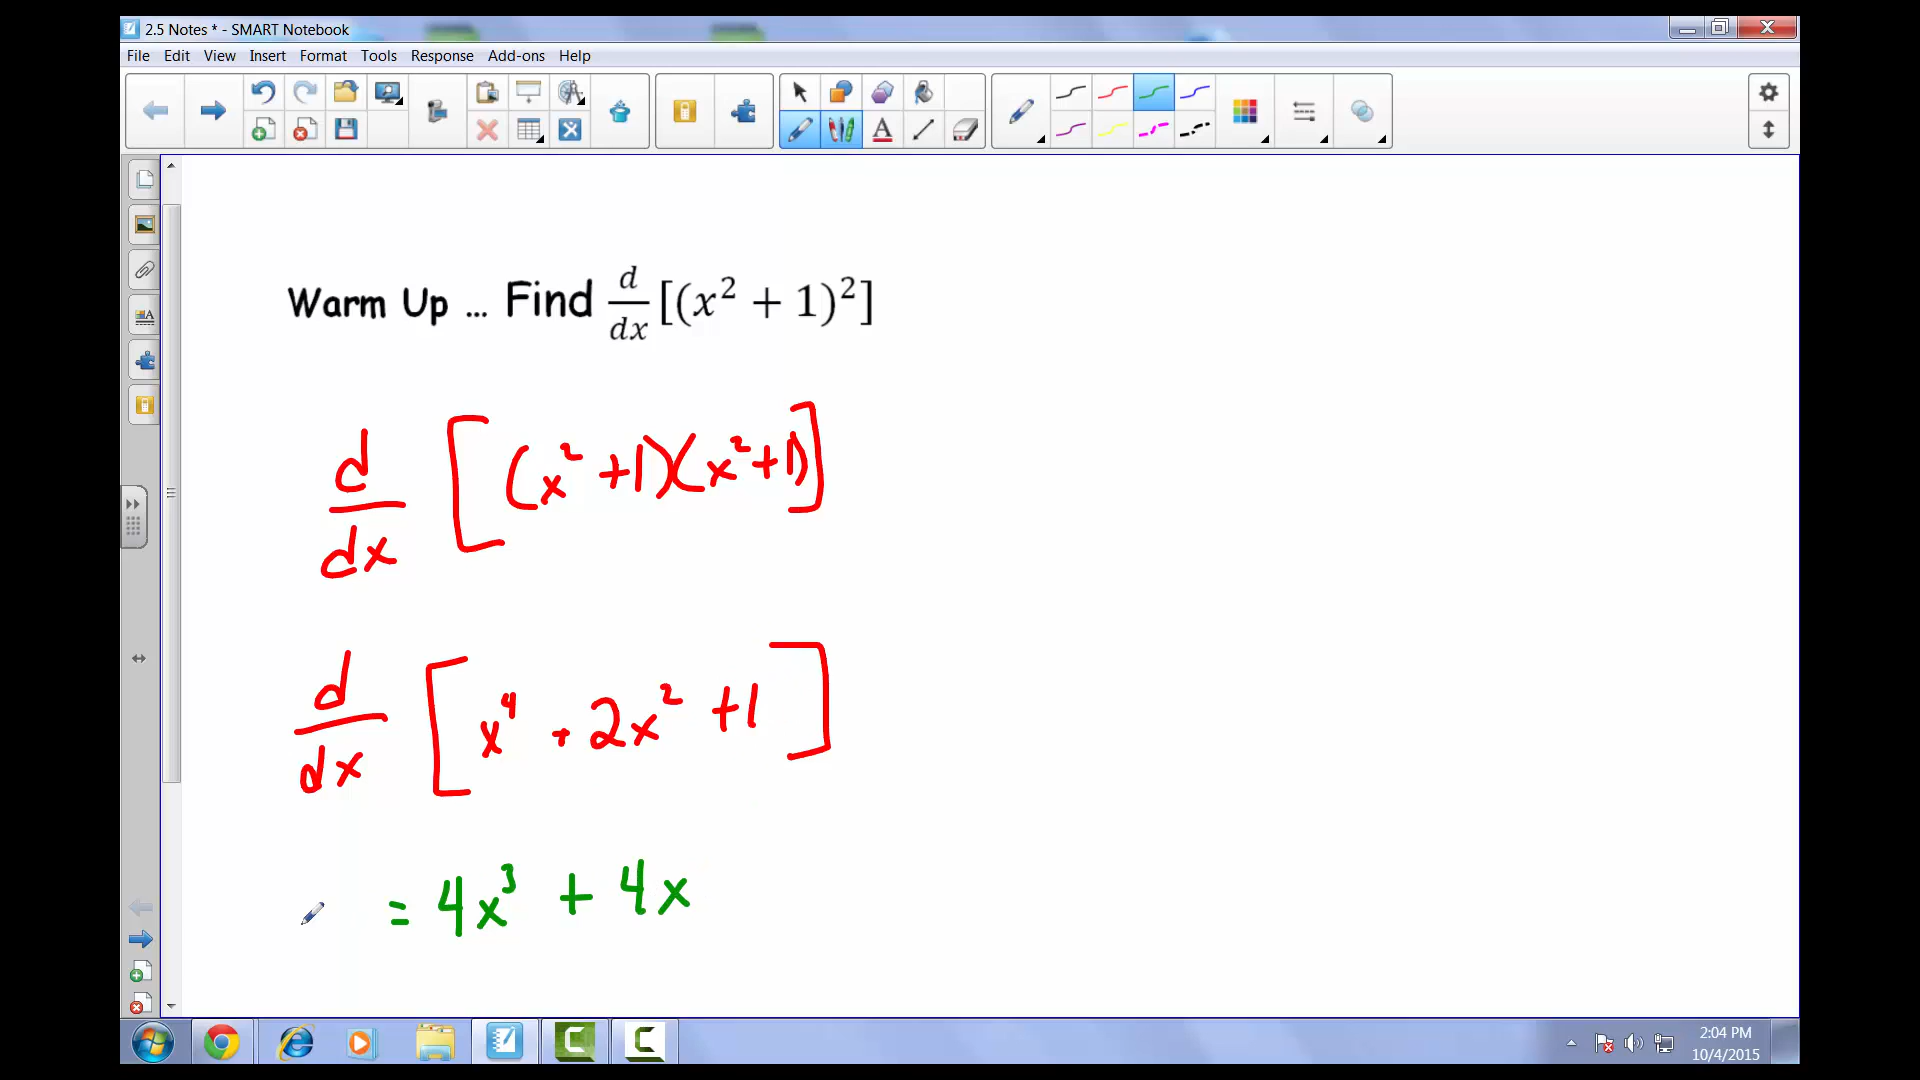 2.5 Notes * - SMART Notebook
File Edit View Insert Format Tools Response Add-ons Help
Warm Up ... Find d/dx [(x² + 1)²]
d/dx [(x² + 1)(x² + 1)]
d/dx [x⁴ + 2x² + 1]
= 4x³ + 4x
2:04 PM
10/4/2015